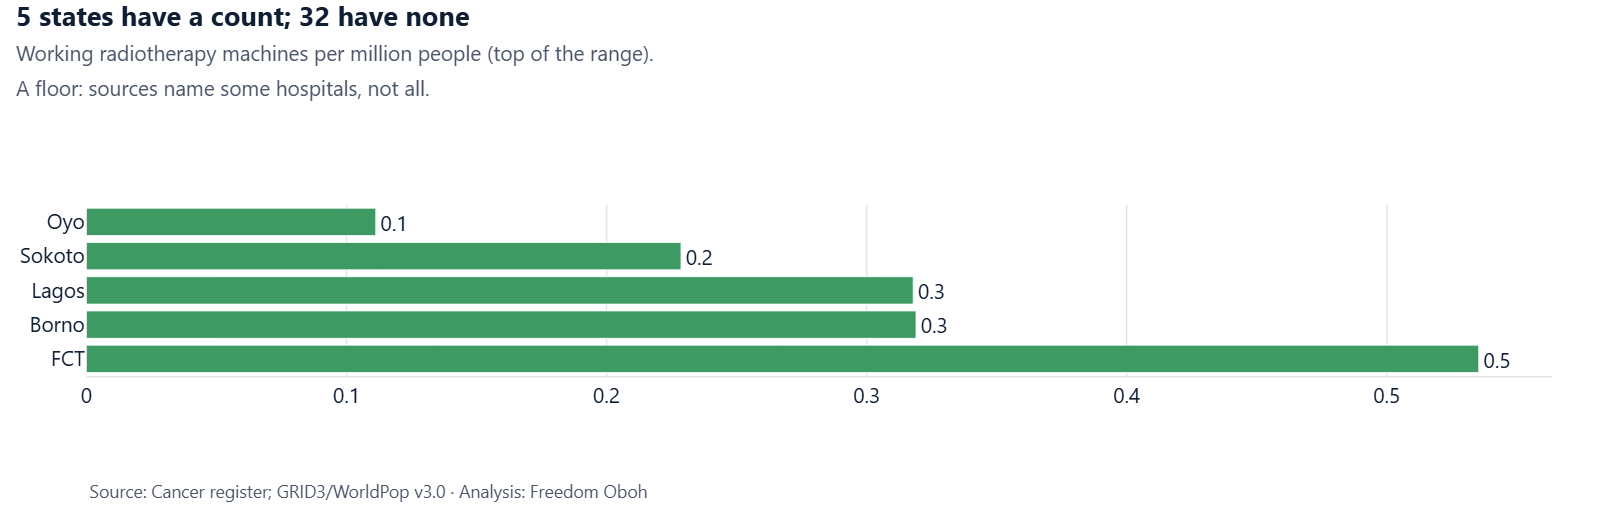 5 states have a count; 32 have none
Working radiotherapy machines per million people (top of the range).
A floor: sources name some hospitals, not all.
Oyo 0.1
Sokoto 0.2
Lagos 0.3
Borno 0.3
FCT 0.5
0 0.1 0.2 0.3 0.4 0.5
Source: Cancer register; GRID3/WorldPop v3.0 · Analysis: Freedom Oboh